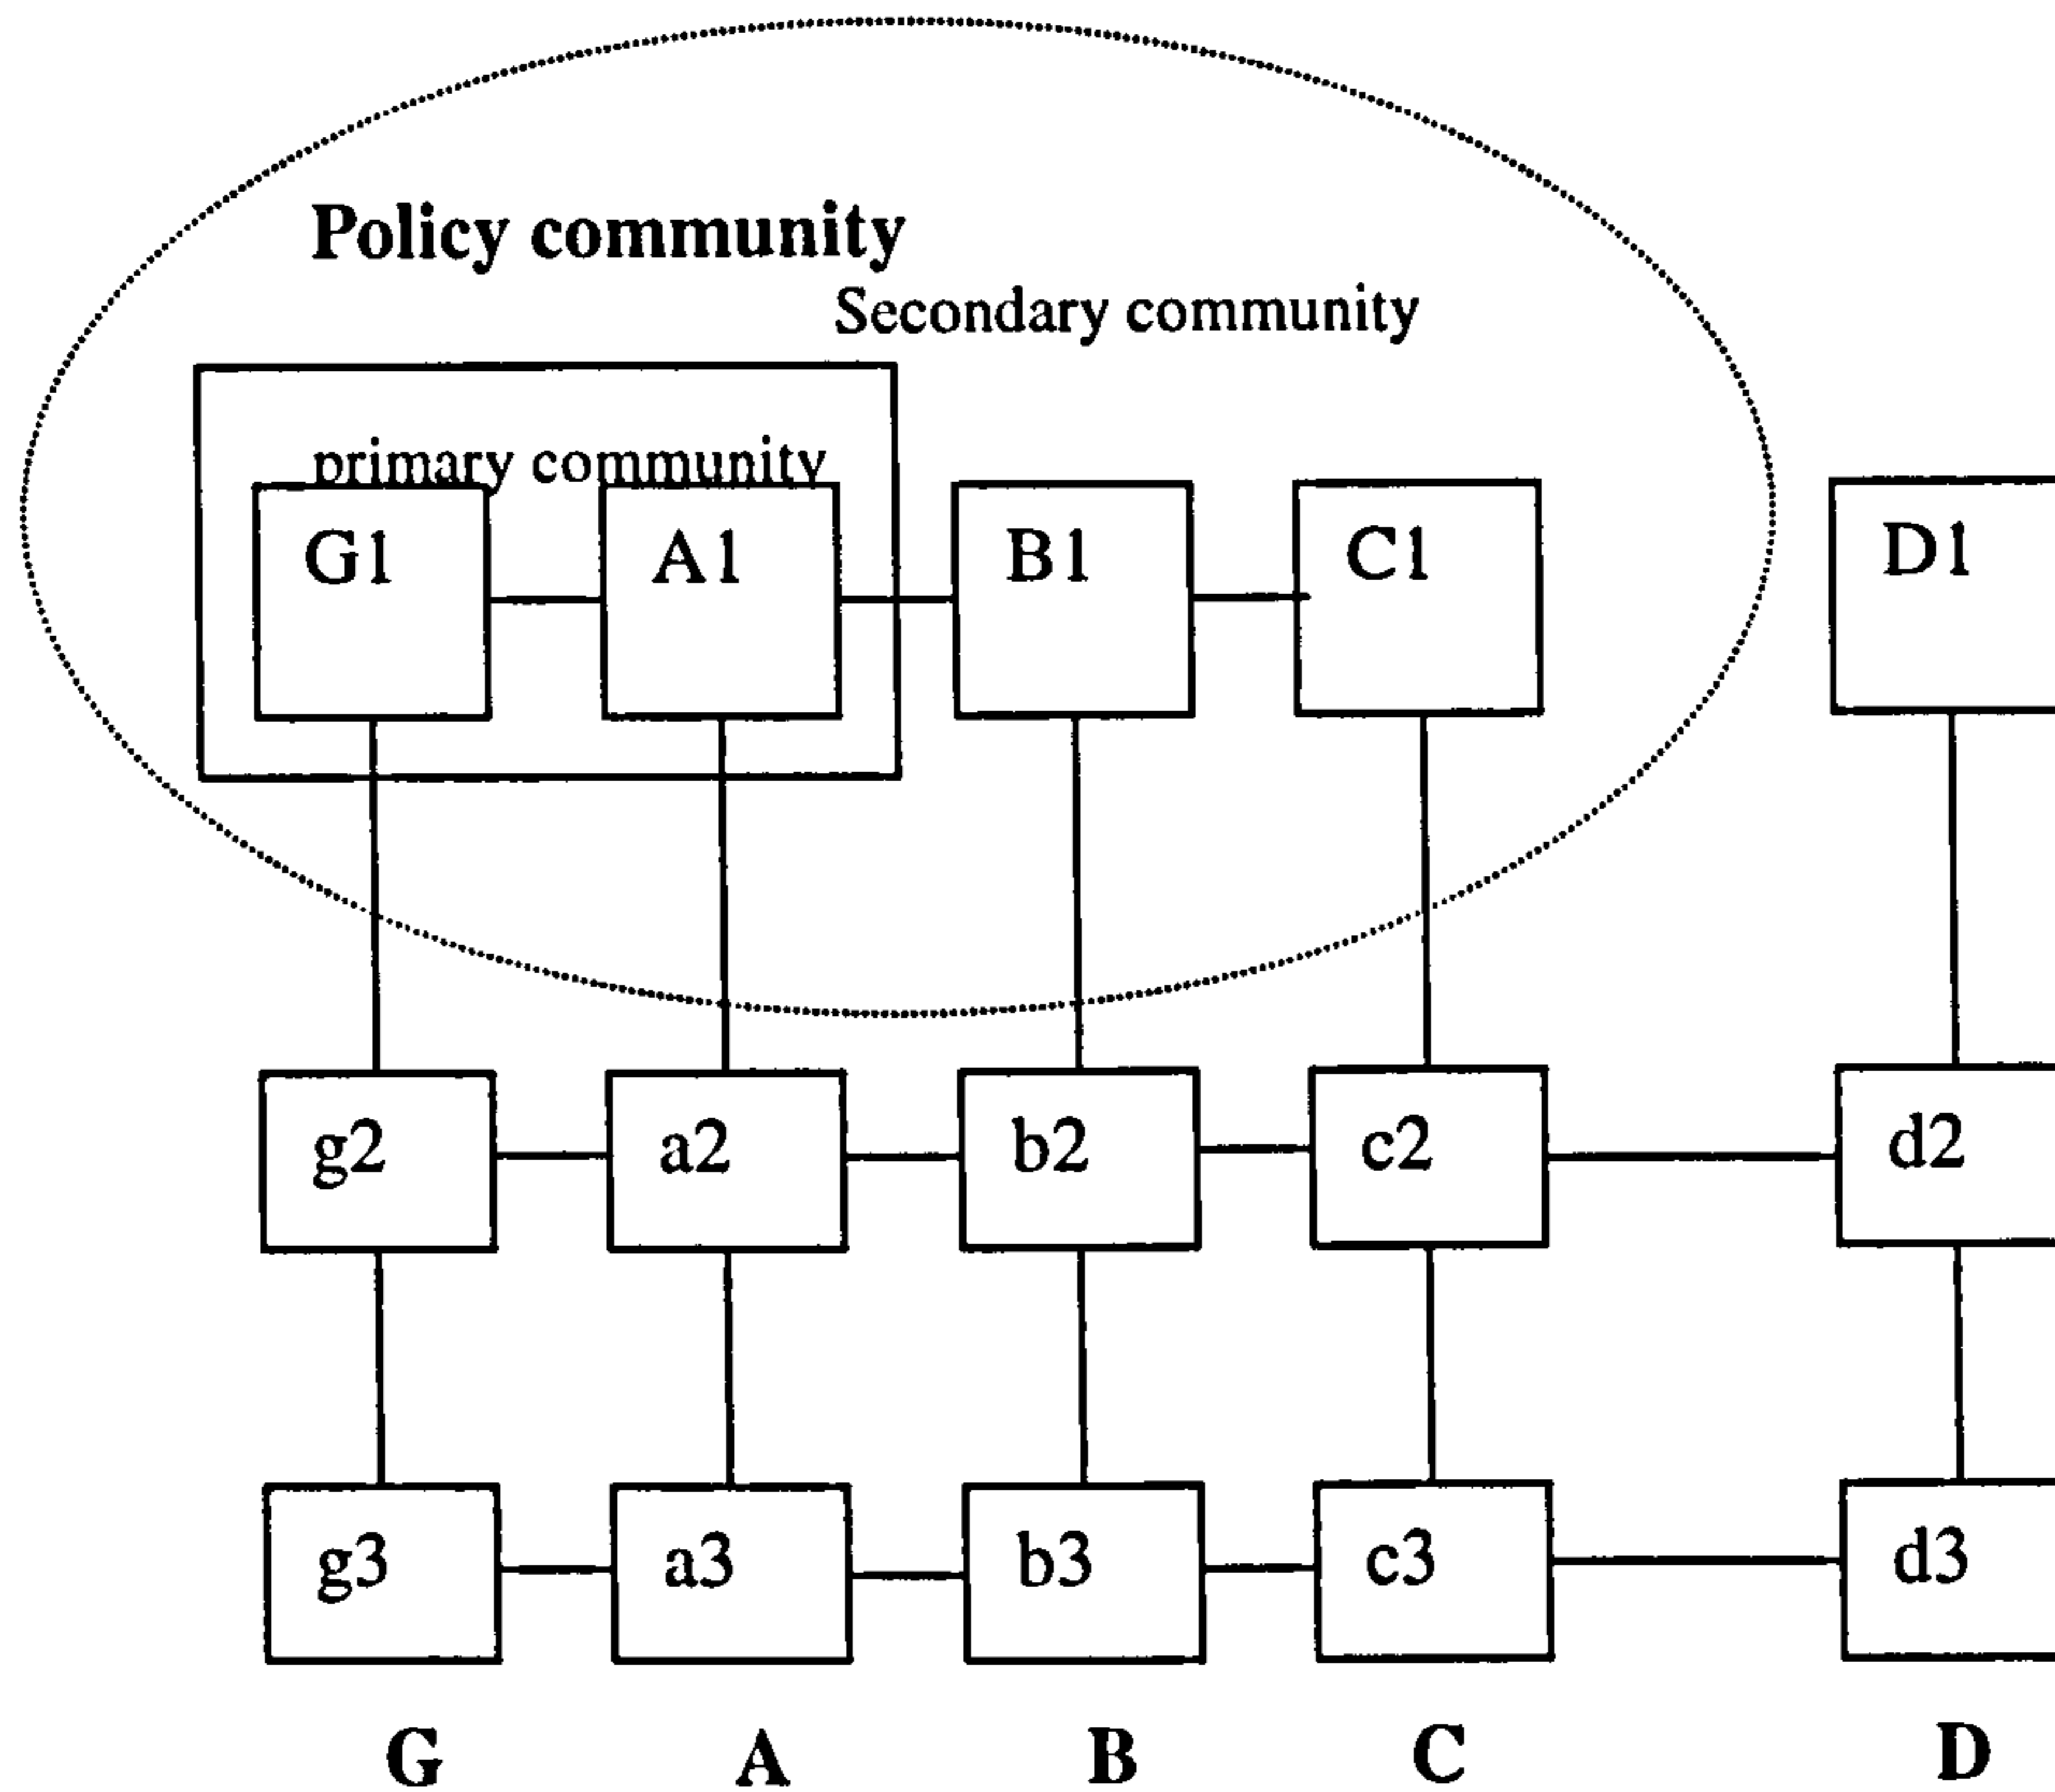 Policy community
Secondary community
primary community
G1 A1 B1 C1 D1
g2 a2 b2 c2 d2
g3 a3 b3 c3 d3
G A B C D